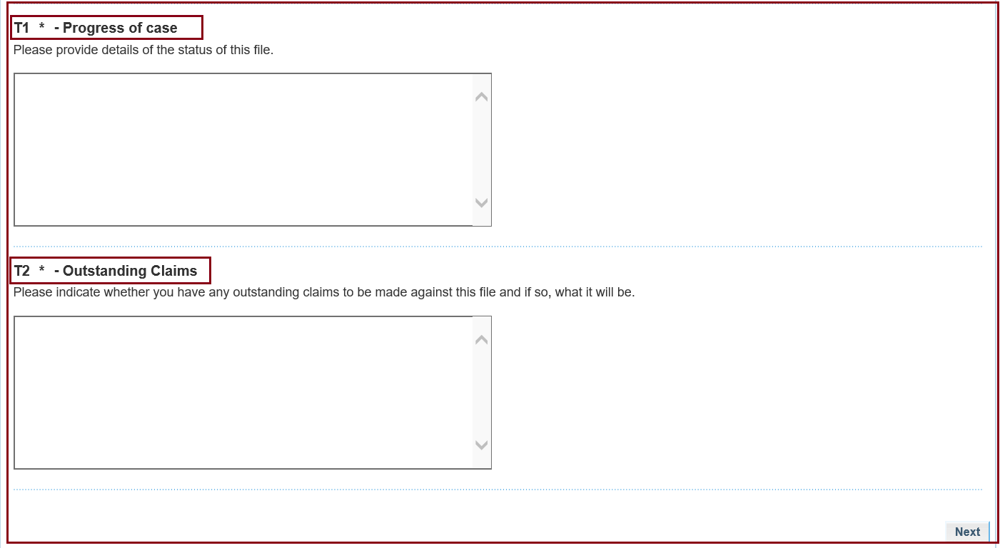 T1 * - Progress of case
Please provide details of the status of this file.
T2 * - Outstanding Claims
Please indicate whether you have any outstanding claims to be made against this file and if so, what it will be.
Next